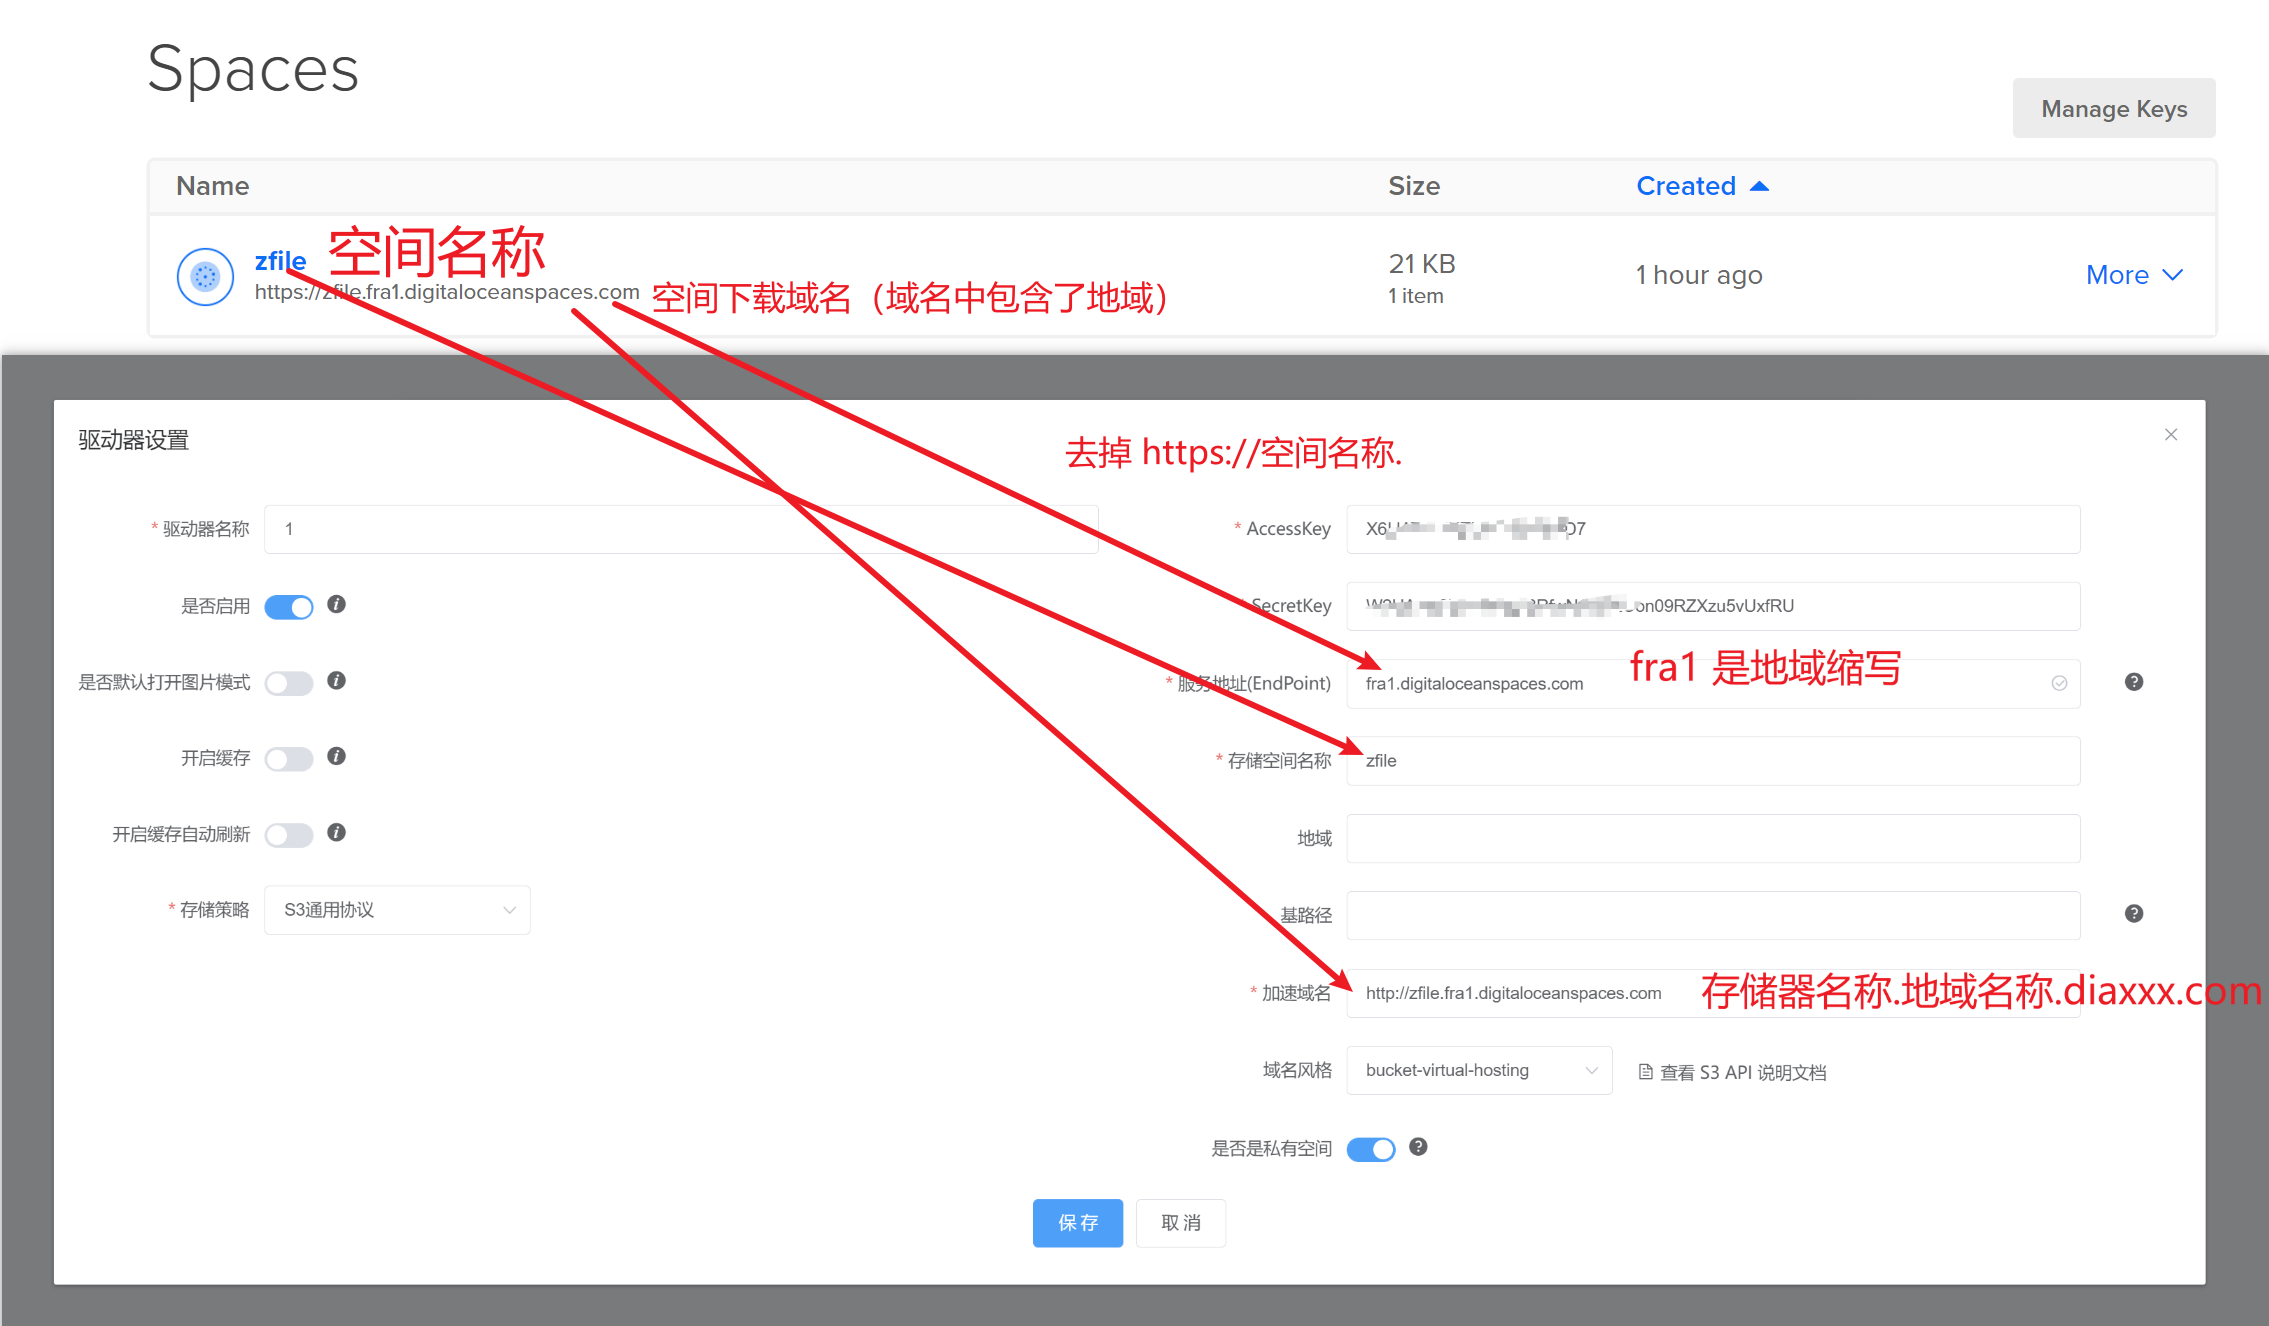 Spaces
Manage Keys
Name Size Created
zfile 空间名称
https://zfile.fra1.digitaloceanspaces.com 空间下载域名（域名中包含了地域）
21 KB
1 item
1 hour ago
More
驱动器设置
去掉 https://空间名称.
* 驱动器名称 1
* AccessKey
是否启用
SecretKey
是否默认打开图片模式
* 服务地址(EndPoint) fra1.digitaloceanspaces.com
fra1 是地域缩写
开启缓存
* 存储空间名称 zfile
开启缓存自动刷新
地域
* 存储策略 S3通用协议
基路径
* 加速域名 http://zfile.fra1.digitaloceanspaces.com
存储器名称.地域名称.diaxxx.com
域名风格 bucket-virtual-hosting 查看 S3 API 说明文档
是否是私有空间
保存 取消